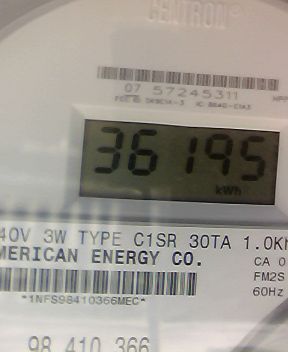 CENTRON®
07 57245311
36195
kWh
40V 3W TYPE C1SR 30TA 1.0Kh
MERICAN ENERGY CO.
CA 0
FM2S
60Hz
*1NFS98410366MEC*
98 410 366